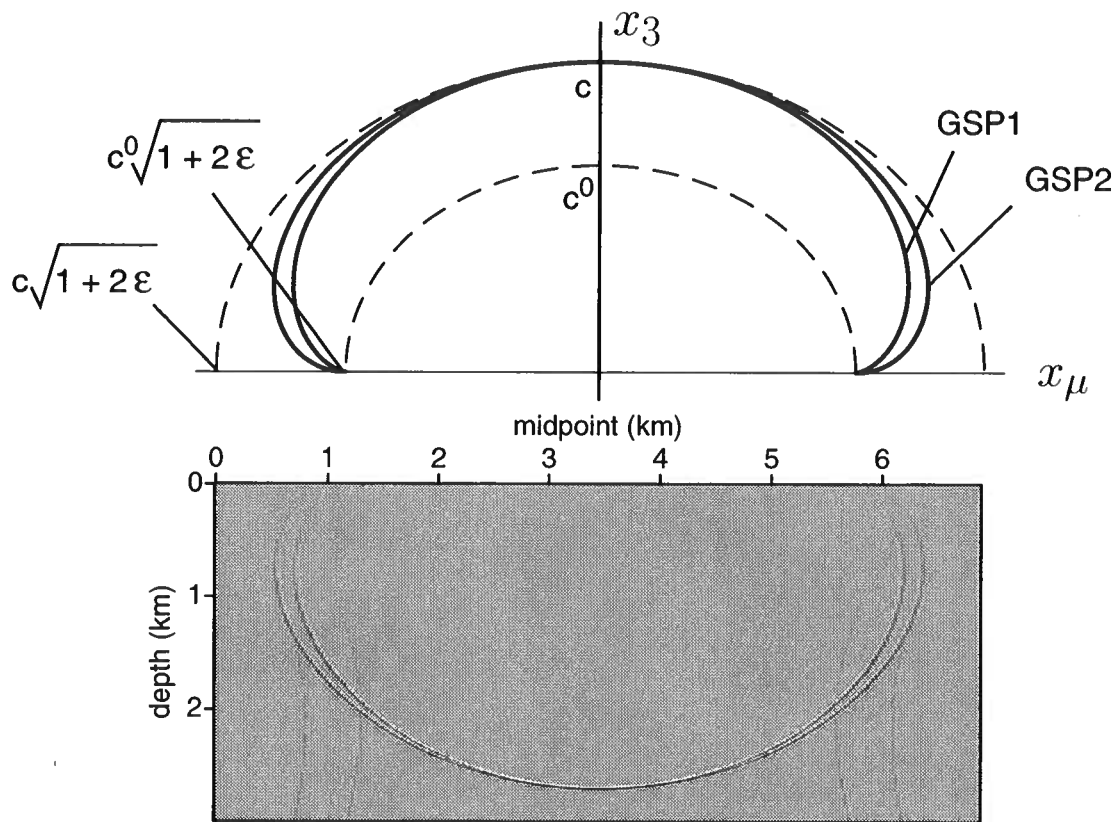 x₃
c
GSP1
c⁰√1 + 2ε
GSP2
c⁰
c√1 + 2ε
x_μ
midpoint (km)
0 1 2 3 4 5 6
0
1
2
depth (km)